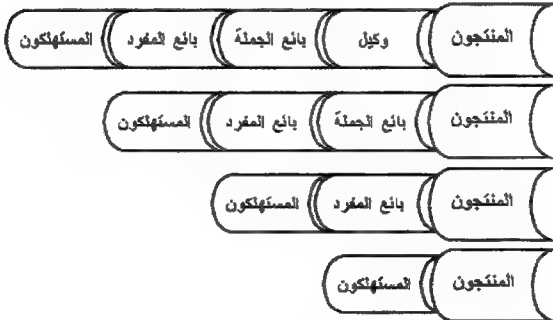 المنتجون وكيل بائع الجملة بائع المفرد المستهلكون
المنتجون بائع الجملة بائع المفرد المستهلكون
المنتجون بائع المفرد المستهلكون
المنتجون المستهلكون